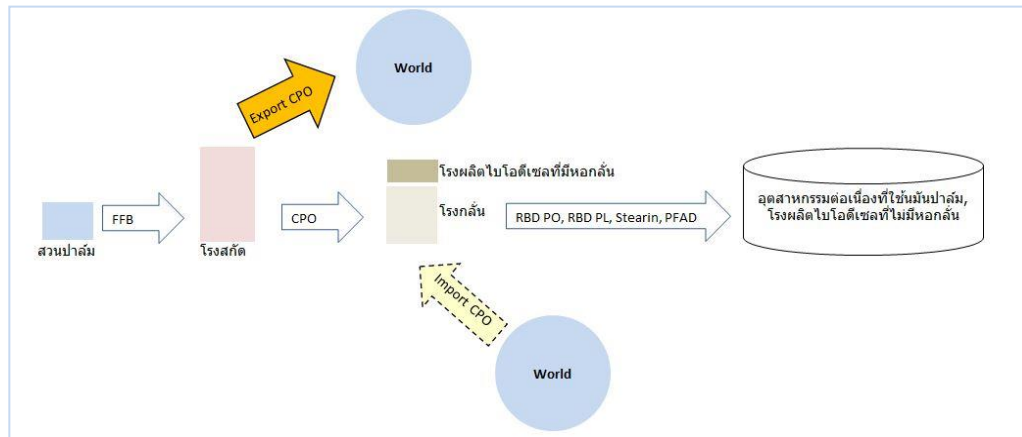 World
Export CPO
โรงผลิตไบโอดีเซลที่มีหอกลั่น
โรงกลั่น
FFB
CPO
RBD PO, RBD PL, Stearin, PFAD
อุตสาหกรรมต่อเนื่องที่ใช้นมันปาล์ม,
โรงผลิตไบโอดีเซลที่ไม่มีหอกลั่น
สวนปาล์ม
โรงสกัด
Import CPO
World